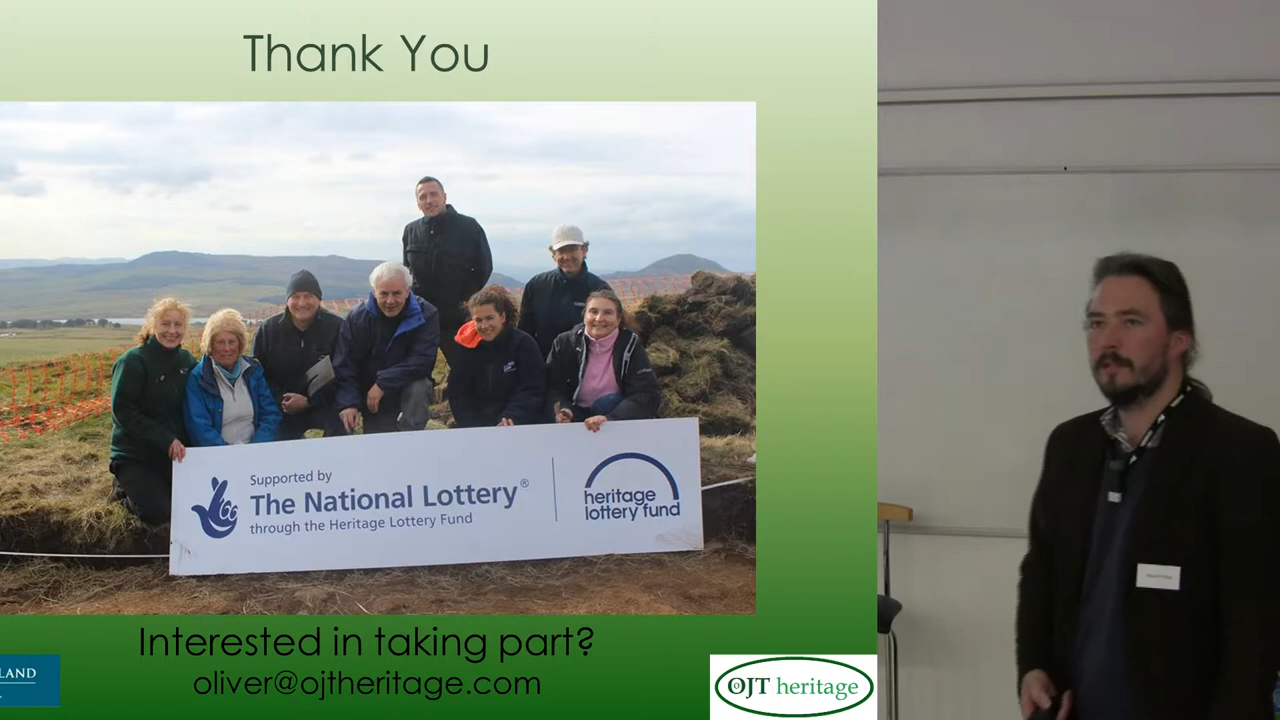 Thank You
Supported by
The National Lottery®
through the Heritage Lottery Fund
heritage
lottery fund
Interested in taking part?
oliver@ojtheritage.com
LAND
OJT heritage